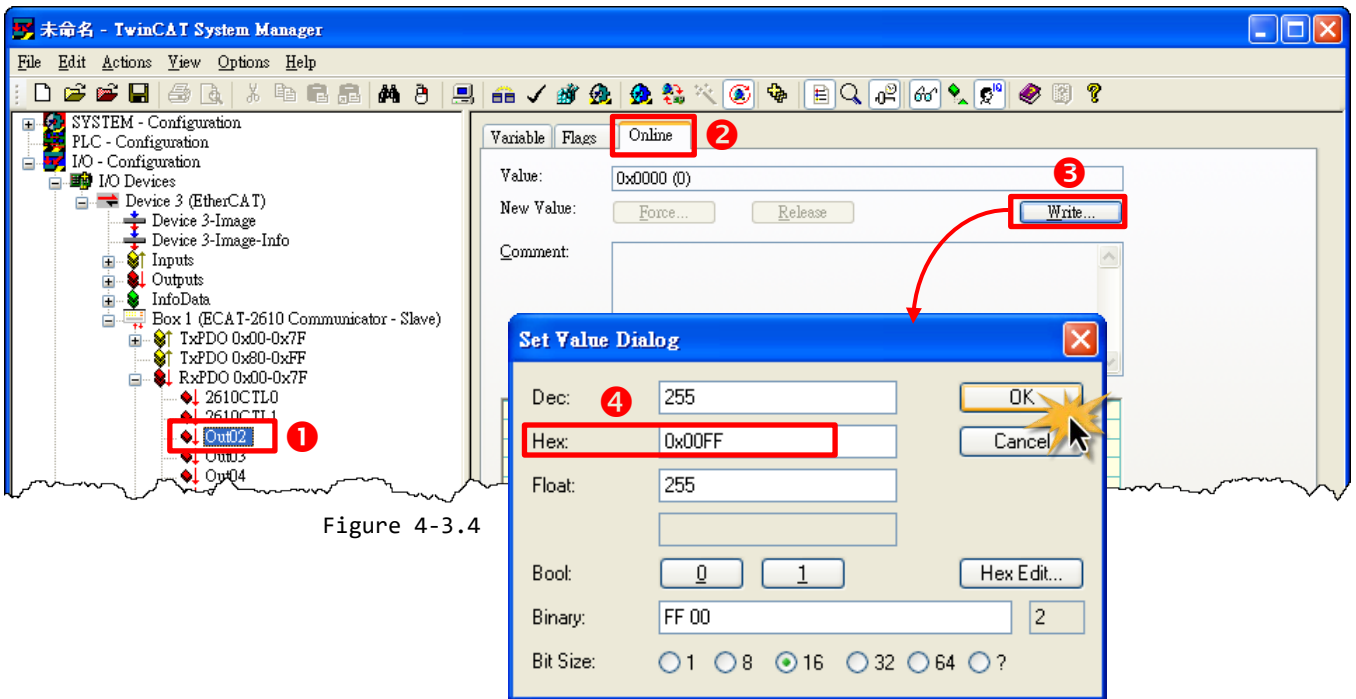 未命名 - TwinCAT System Manager
File Edit Actions View Options Help
SYSTEM - Configuration
PLC - Configuration
I/O - Configuration
I/O Devices
Device 3 (EtherCAT)
Device 3-Image
Device 3-Image-Info
Inputs
Outputs
InfoData
Box 1 (ECAT-2610 Communicator - Slave)
TxPDO 0x00-0x7F
TxPDO 0x80-0xFF
RxPDO 0x00-0x7F
2610CTL0
2610CTL1
Out02 1
Out03
Out04
Variable Flags Online 2
Value: 0x0000 (0)
3
New Value: Force... Release Write...
Comment:
Set Value Dialog
Dec: 4 255 OK
Hex: 0x00FF Cancel
Float: 255
Bool: 0 1 Hex Edit...
Binary: FF 00 2
Bit Size: 1 8 16 32 64 ?
Figure 4-3.4